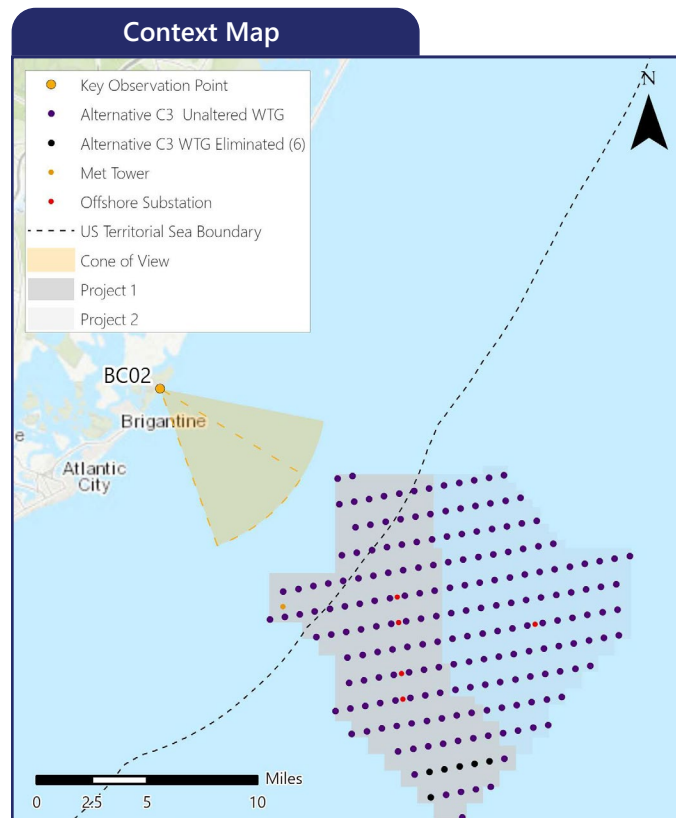 Context Map
N
Key Observation Point
Alternative C3  Unaltered WTG
Alternative C3 WTG Eliminated (6)
Met Tower
Offshore Substation
US Territorial Sea Boundary
Cone of View
Project 1
Project 2
BC02
Brigantine
e
Atlantic
City
Miles
0 2.5 5 10